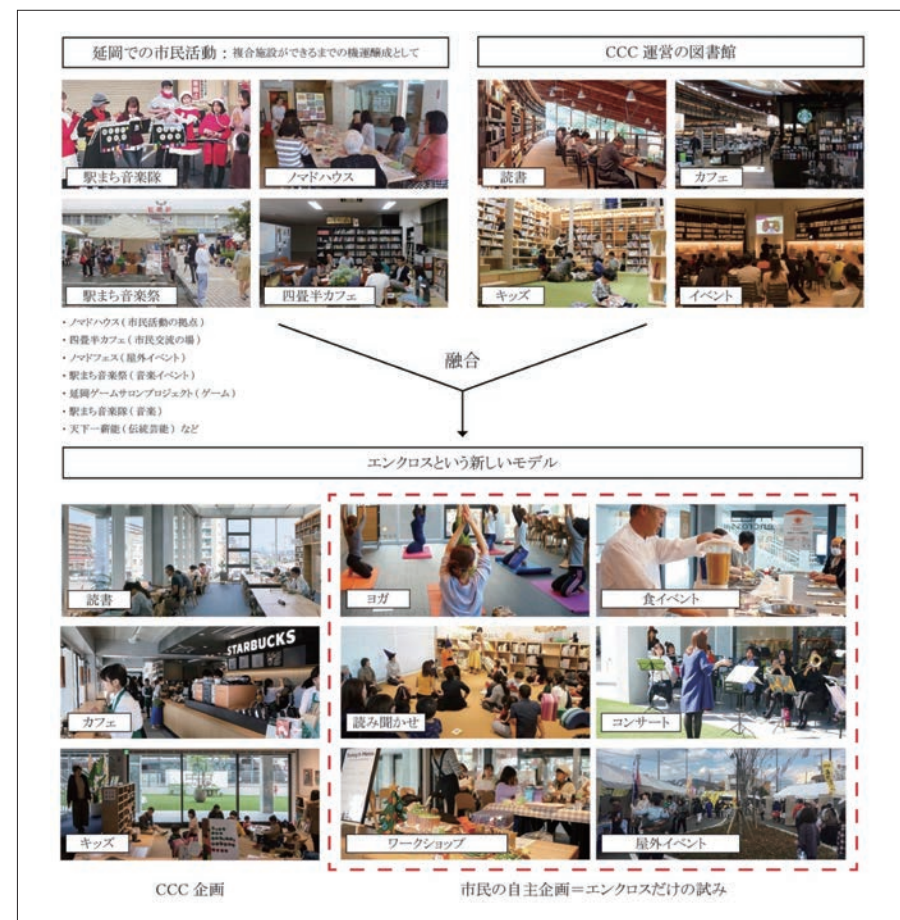 延岡での市民活動：複合施設ができるまでの機運醸成として
CCC 運営の図書館
駅まち音楽隊
ノマドハウス
駅まち音楽祭
四畳半カフェ
読書
カフェ
キッズ
イベント
・ノマドハウス（市民活動の拠点）
・四畳半カフェ（市民交流の場）
・ノマドフェス（屋外イベント）
・駅まち音楽祭（音楽イベント）
・延岡ゲームサロンプロジェクト（ゲーム）
・駅まち音楽隊（音楽）
・天下一薪能（伝統芸能）など
融合
エンクロスという新しいモデル
読書
ヨガ
食イベント
STARBUCKS
カフェ
読み聞かせ
コンサート
キッズ
ワークショップ
屋外イベント
CCC 企画
市民の自主企画＝エンクロスだけの試み